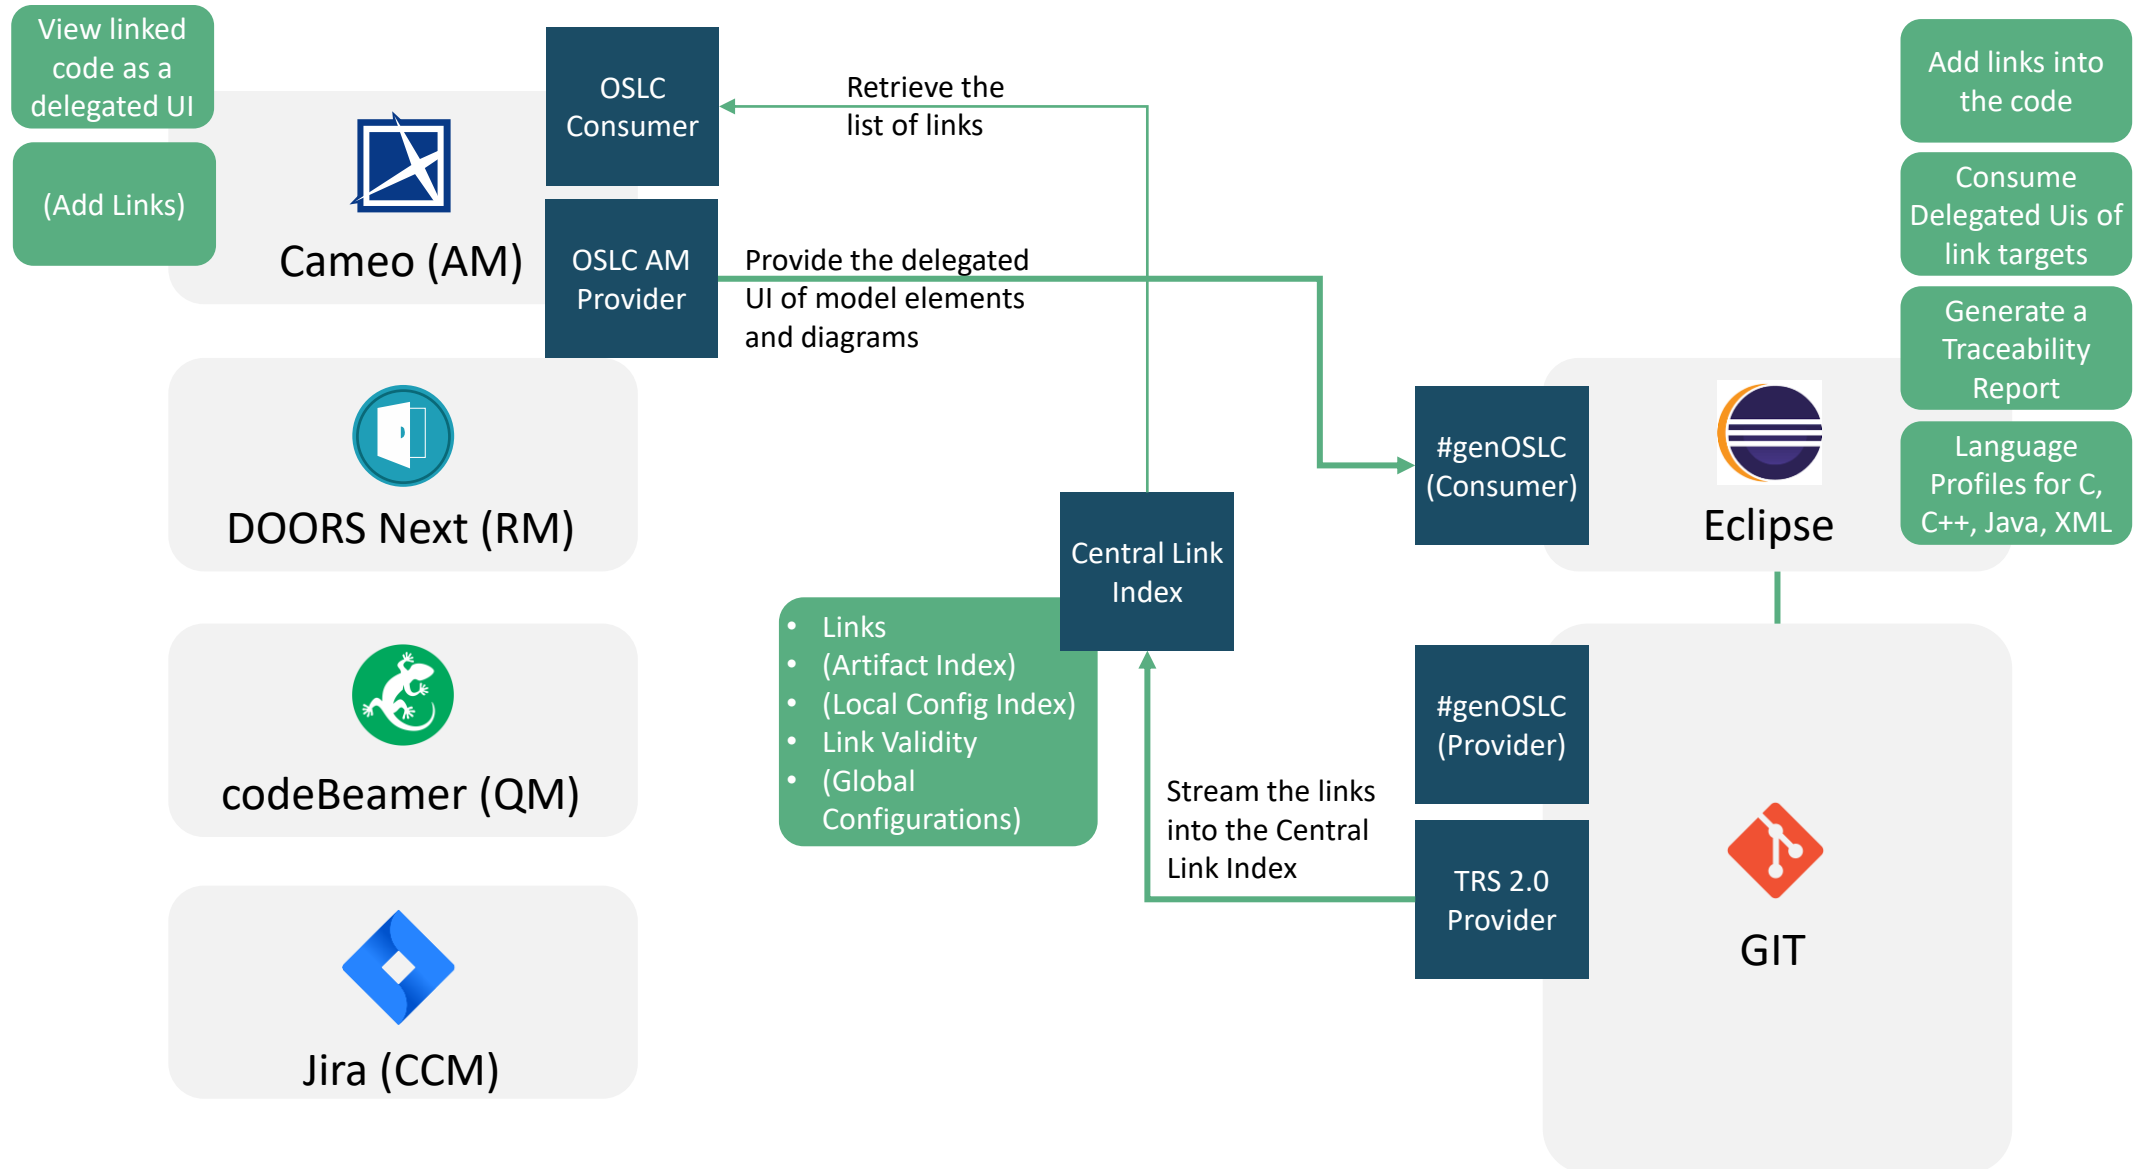 View linked
code as a
delegated UI
(Add Links)
Cameo (AM)
OSLC
Consumer
OSLC AM
Provider
Retrieve the
list of links
Provide the delegated
UI of model elements
and diagrams
DOORS Next (RM)
codeBeamer (QM)
Jira (CCM)
Central Link
Index
• Links
• (Artifact Index)
• (Local Config Index)
• Link Validity
• (Global
Configurations)
Stream the links
into the Central
Link Index
#genOSLC
(Consumer)
Eclipse
Add links into
the code
Consume
Delegated Uis of
link targets
Generate a
Traceability
Report
Language
Profiles for C,
C++, Java, XML
#genOSLC
(Provider)
TRS 2.0
Provider
GIT